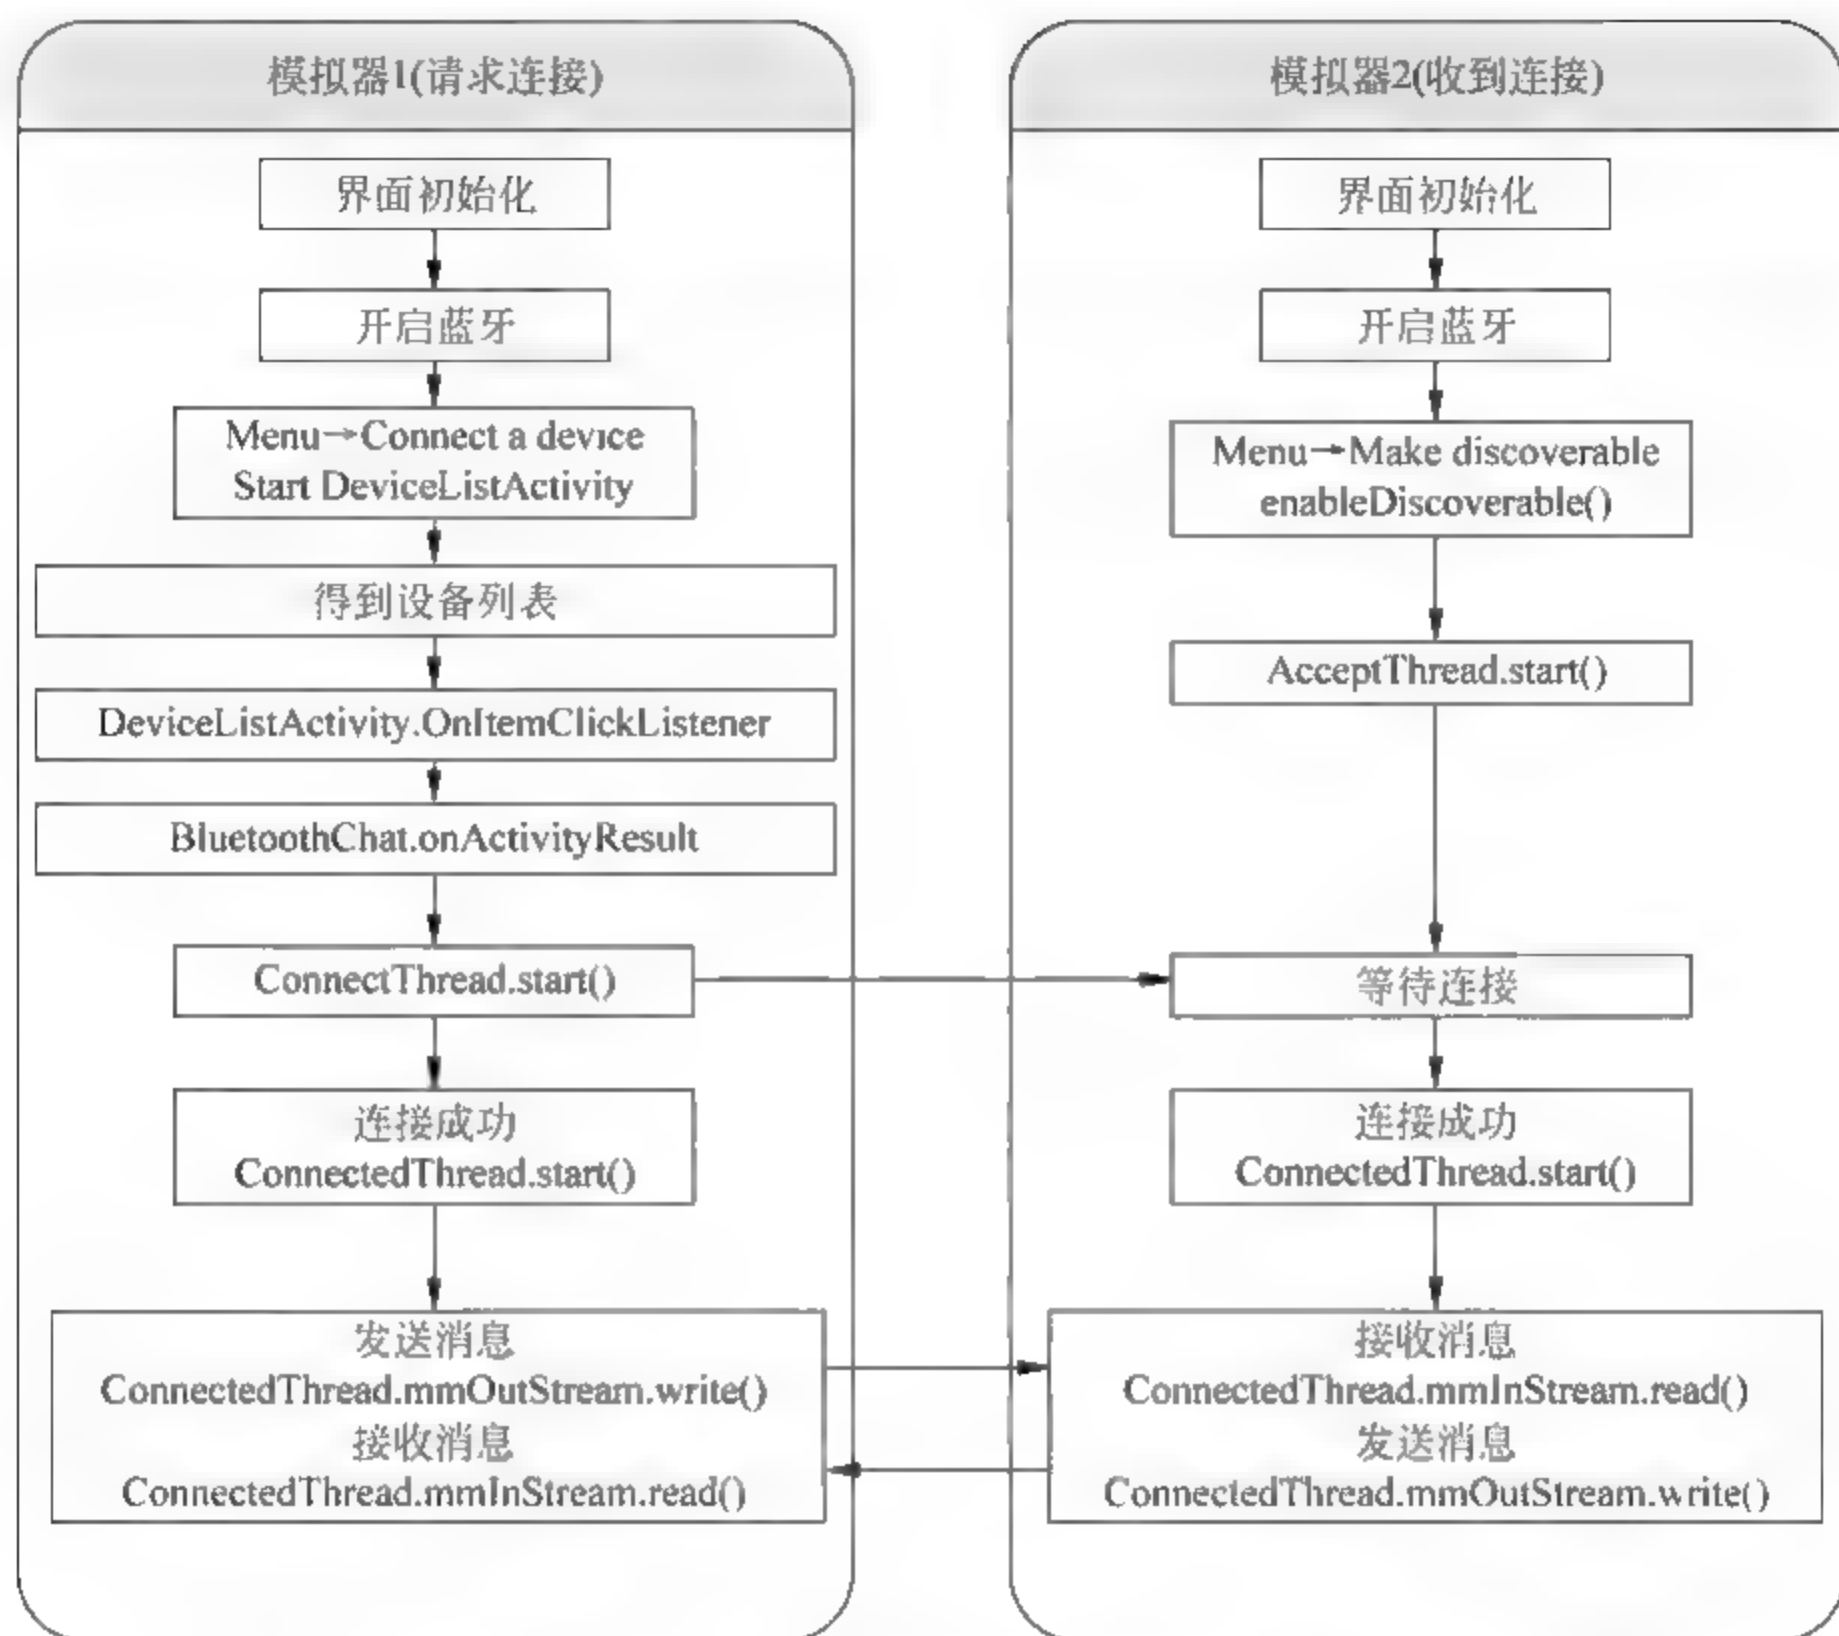 模拟器1(请求连接)
界面初始化
开启蓝牙
Menu→Connect a device
Start DeviceListActivity
得到设备列表
DeviceListActivity.OnItemClickListener
BluetoothChat.onActivityResult
ConnectThread.start()
连接成功
ConnectedThread.start()
发送消息
ConnectedThread.mmOutStream.write()
接收消息
ConnectedThread.mmInStream.read()
模拟器2(收到连接)
界面初始化
开启蓝牙
Menu→Make discoverable
enableDiscoverable()
AcceptThread.start()
等待连接
连接成功
ConnectedThread.start()
接收消息
ConnectedThread.mmInStream.read()
发送消息
ConnectedThread.mmOutStream.write()